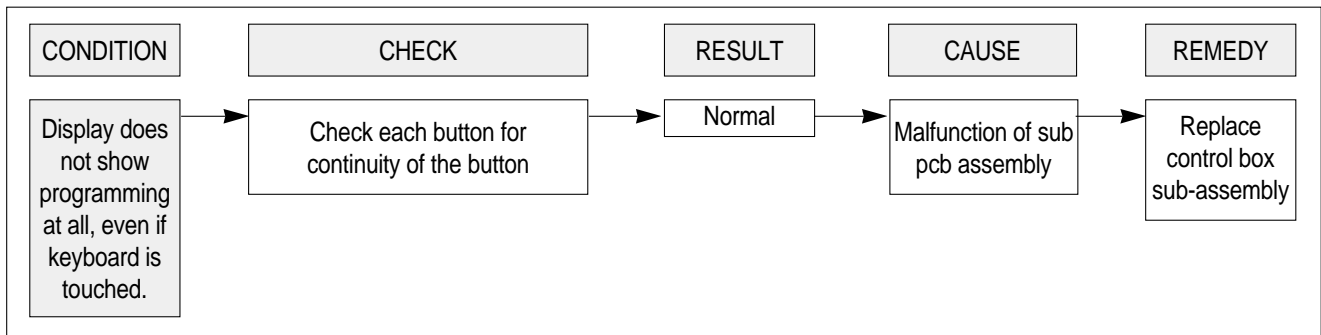 CONDITION
CHECK
RESULT
CAUSE
REMEDY
Display does
not show
programming
at all, even if
keyboard is
touched.
Check each button for
continuity of the button
Normal
Malfunction of sub
pcb assembly
Replace
control box
sub-assembly